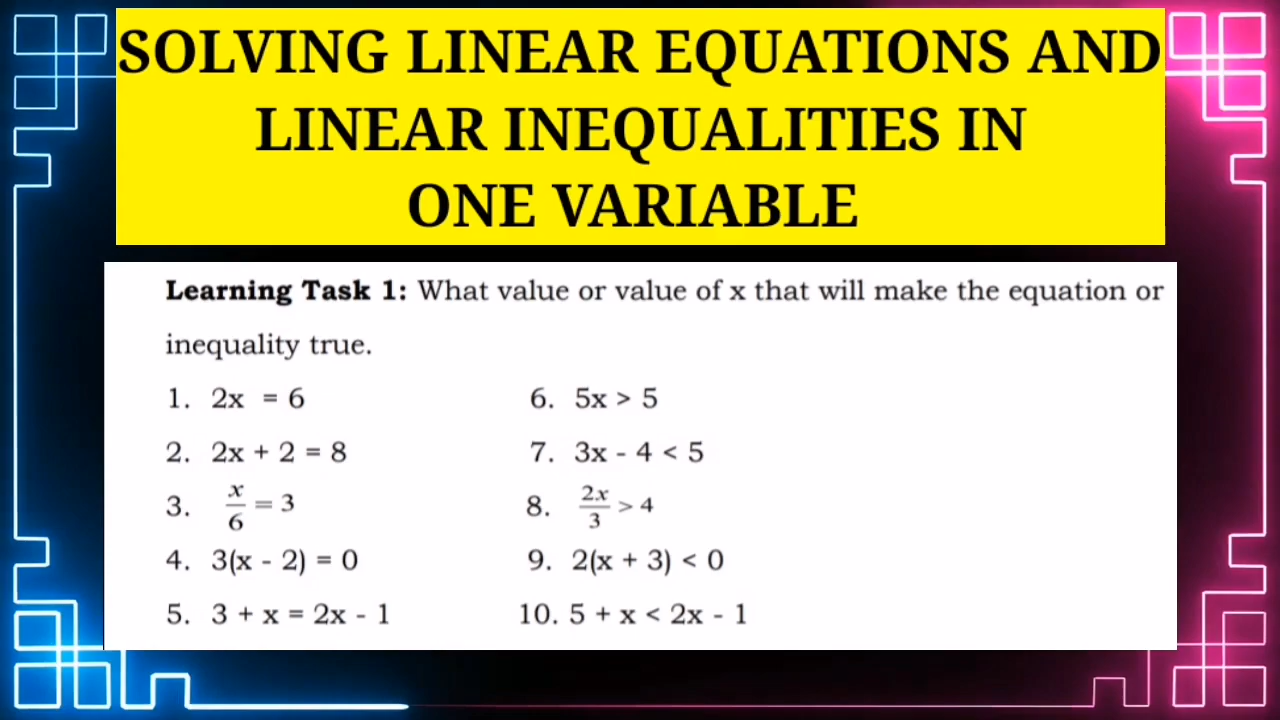 SOLVING LINEAR EQUATIONS AND
LINEAR INEQUALITIES IN
ONE VARIABLE
Learning Task 1: What value or value of x that will make the equation or
inequality true.
1. 2x = 6
2. 2x + 2 = 8
3. x/6 = 3
4. 3(x - 2) = 0
5. 3 + x = 2x - 1
6. 5x > 5
7. 3x - 4 < 5
8. 2x/3 > 4
9. 2(x + 3) < 0
10. 5 + x < 2x - 1